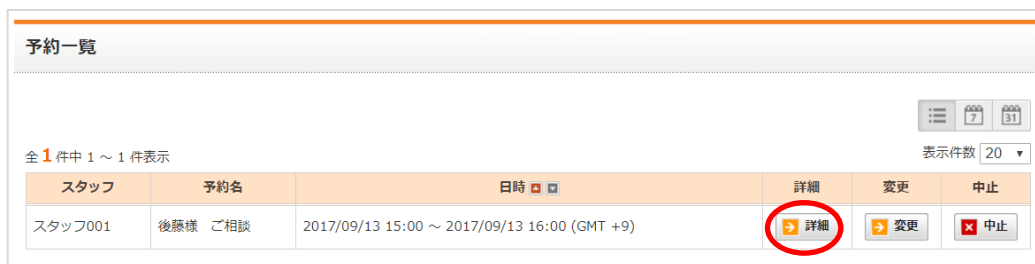 予約一覧
7 31
全1件中 1 ～ 1 件表示 表示件数 20
スタッフ 予約名 日時 詳細 変更 中止
スタッフ001 後藤様 ご相談 2017/09/13 15:00 ～ 2017/09/13 16:00 (GMT +9) 詳細 変更 中止